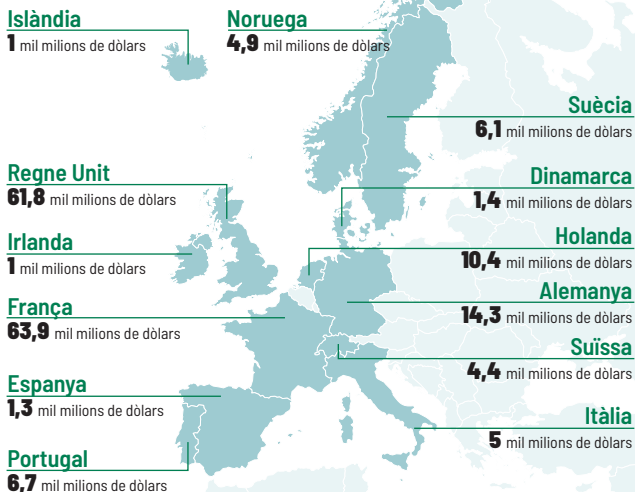 Islàndia
1 mil milions de dòlars
Noruega
4,9 mil milions de dòlars
Suècia
6,1 mil milions de dòlars
Regne Unit
61,8 mil milions de dòlars
Dinamarca
1,4 mil milions de dòlars
Irlanda
1 mil milions de dòlars
Holanda
10,4 mil milions de dòlars
França
63,9 mil milions de dòlars
Alemanya
14,3 mil milions de dòlars
Suïssa
4,4 mil milions de dòlars
Espanya
1,3 mil milions de dòlars
Itàlia
5 mil milions de dòlars
Portugal
6,7 mil milions de dòlars